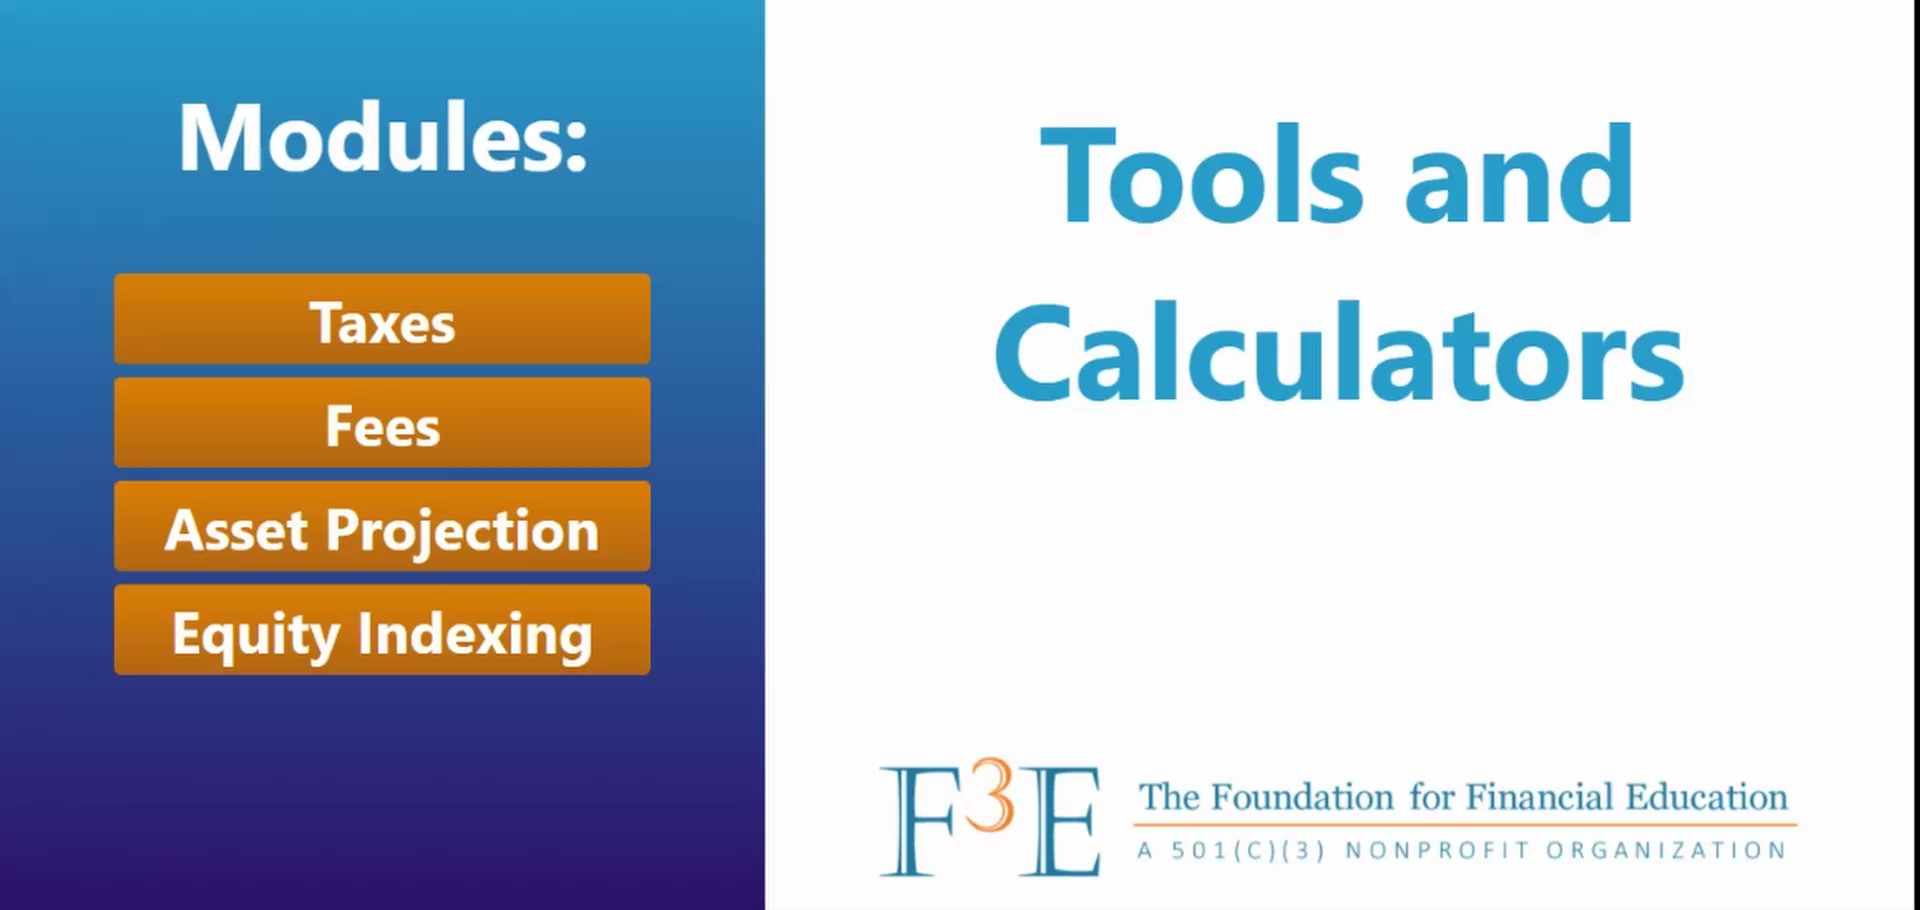 Modules:
Taxes
Fees
Asset Projection
Equity Indexing
Tools and
Calculators
F3E
The Foundation for Financial Education
A 501(C)(3) NONPROFIT ORGANIZATION